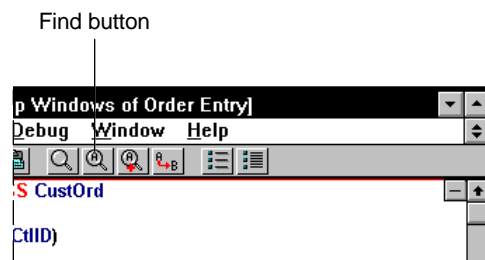 Find button
p Windows of Order Entry]
Debug Window Help
S CustOrd
CtlID)